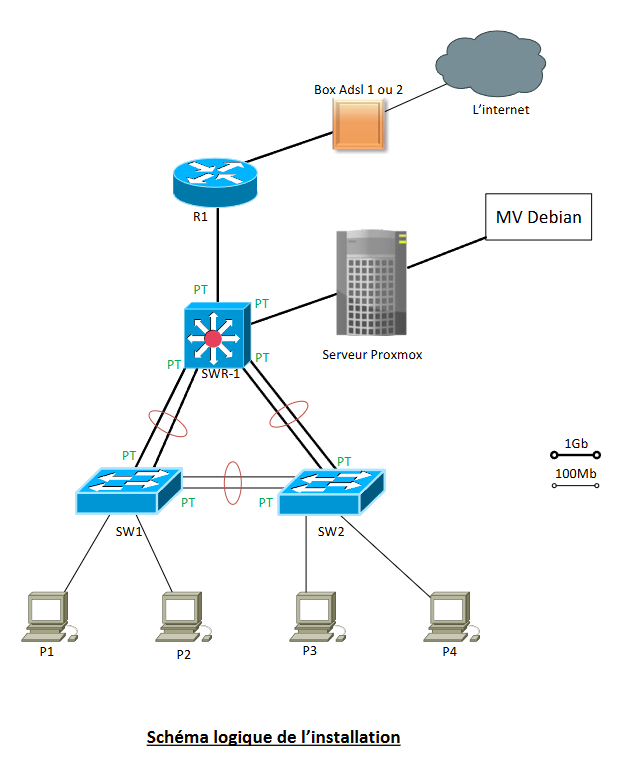 Box Adsl 1 ou 2
L’internet
R1
MV Debian
PT
PT
Serveur Proxmox
PT
PT
SWR-1
1Gb
PT
PT
100Mb
PT
PT
SW1
SW2
P1
P2
P3
P4
Schéma logique de l’installation